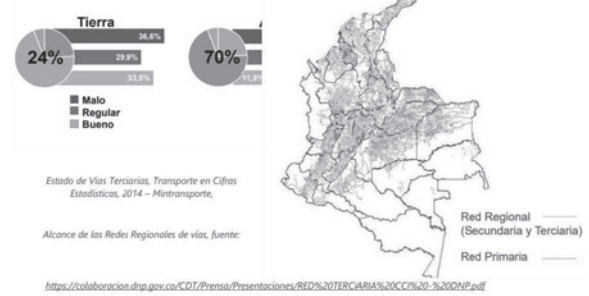 Tierra
36,6%
24%
29,9%
33,5%
70%
11,9%
Malo
Regular
Bueno
Estado de Vías Terciarias, Transporte en Cifras
Estadísticas, 2014 – Mintransporte,
Alcance de las Redes Regionales de vías, fuente:
Red Regional
(Secundaria y Terciaria)
Red Primaria
https://colaboracion.dnp.gov.co/CDT/Prensa/Presentaciones/RED%20TERCIARIA%20CCI%20-%20DNP.pdf